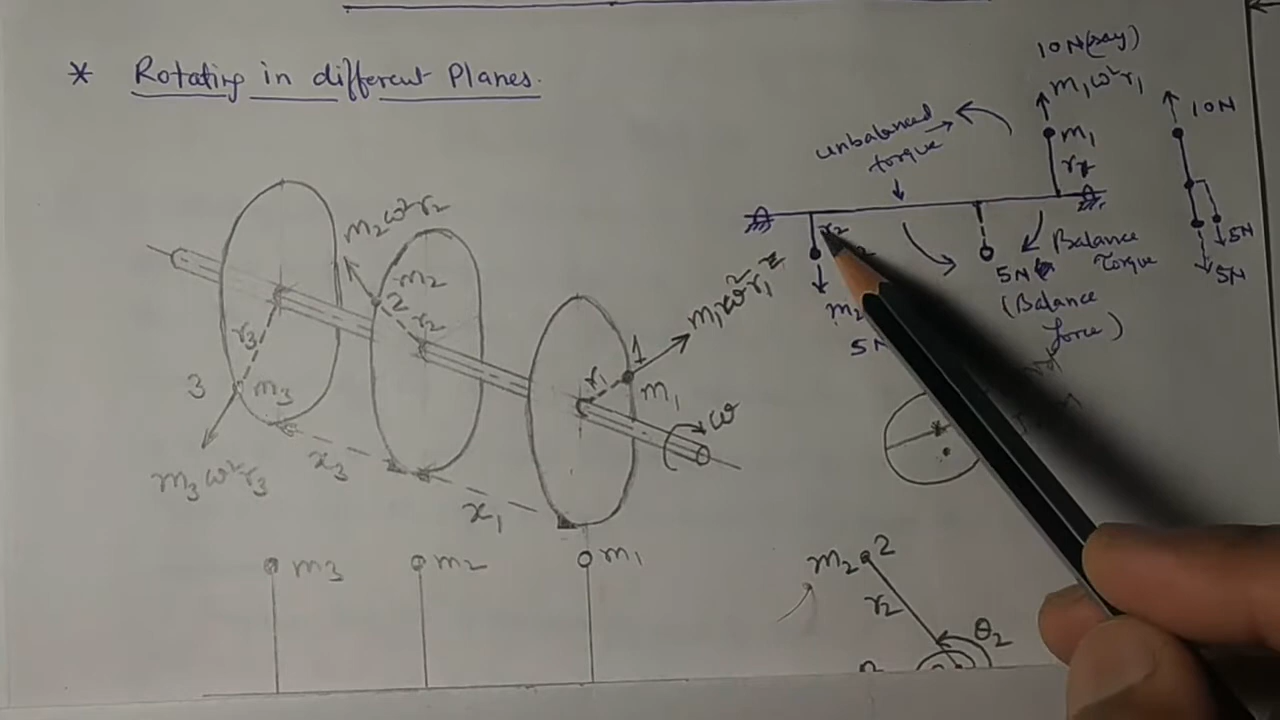 * Rotating in different Planes.
10N (say)
m₁ω²r₁
10N
m₁
unbalanced
torque
r₂
5N
Balance
Torque
5N
5N
(Balance
force)
m₂ω²r₂
m₂
2
r₂
m₁ω²r₁
1
r₁
m₁
ω
r₃
3
m₃
m₃ω²r₃
x₃
x₁
m₃
m₂
m₁
m₂ 2
r₂
θ₂